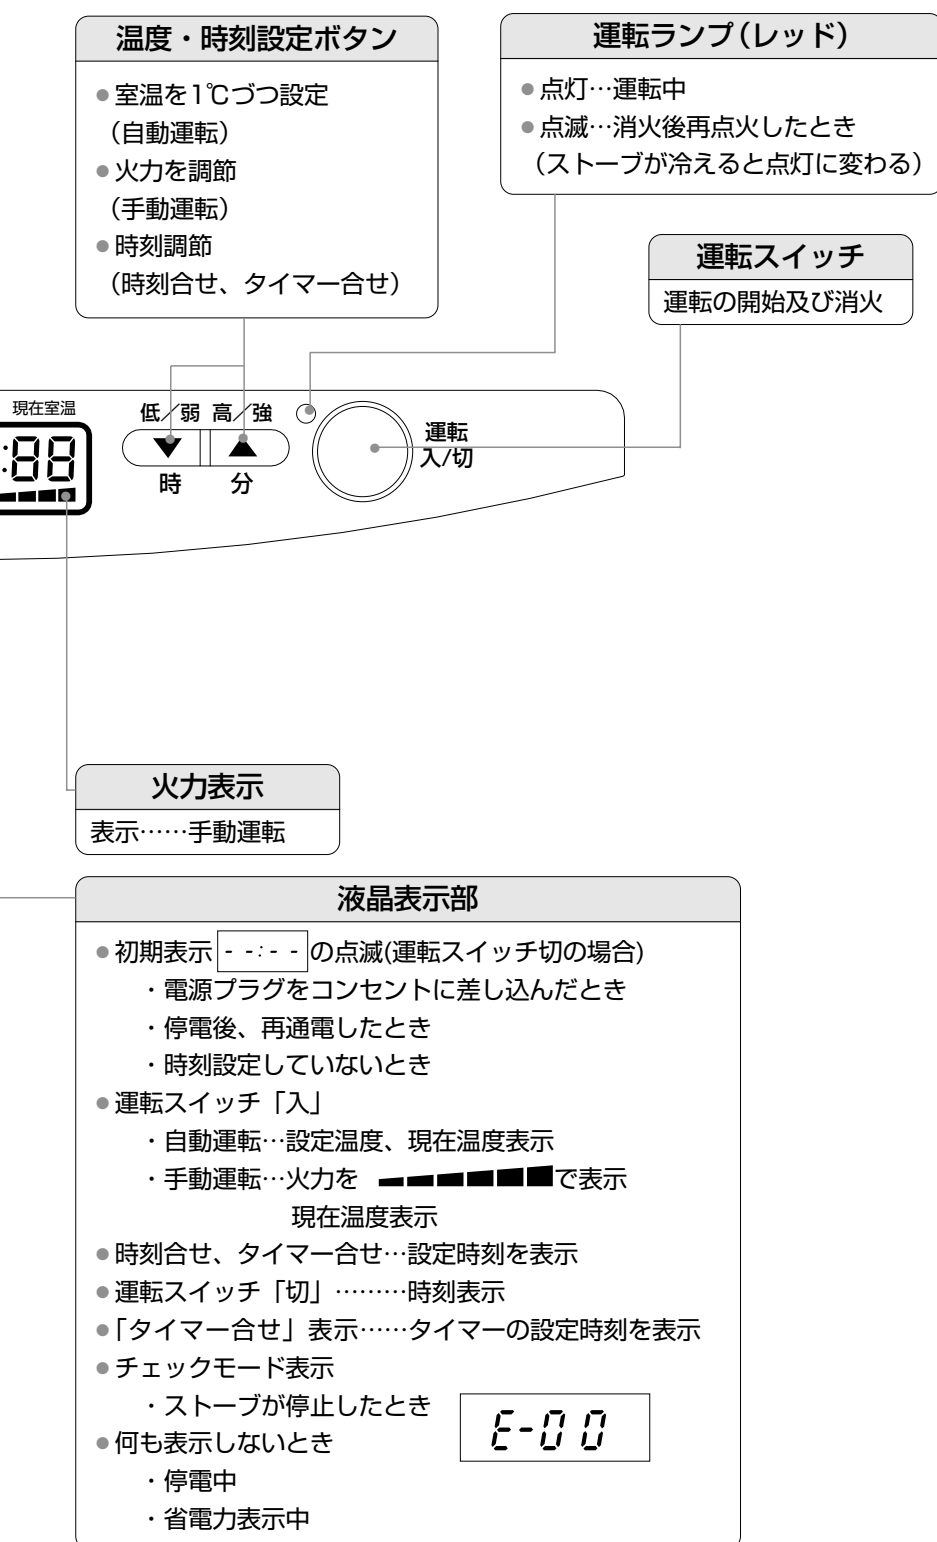 温度・時刻設定ボタン
●室温を1℃づつ設定
（自動運転）
●火力を調節
（手動運転）
●時刻調節
（時刻合せ、タイマー合せ）
運転ランプ（レッド）
●点灯…運転中
●点滅…消火後再点火したとき
（ストーブが冷えると点灯に変わる）
運転スイッチ
運転の開始及び消火
現在室温
:88
低／弱 高／強
時 分
運転
入/切
火力表示
表示……手動運転
液晶表示部
●初期表示 - -:- - の点滅(運転スイッチ切の場合)
・電源プラグをコンセントに差し込んだとき
・停電後、再通電したとき
・時刻設定していないとき
●運転スイッチ「入」
・自動運転…設定温度、現在温度表示
・手動運転…火力を で表示
現在温度表示
●時刻合せ、タイマー合せ…設定時刻を表示
●運転スイッチ「切」………時刻表示
●「タイマー合せ」表示……タイマーの設定時刻を表示
●チェックモード表示
・ストーブが停止したとき
E-00
●何も表示しないとき
・停電中
・省電力表示中